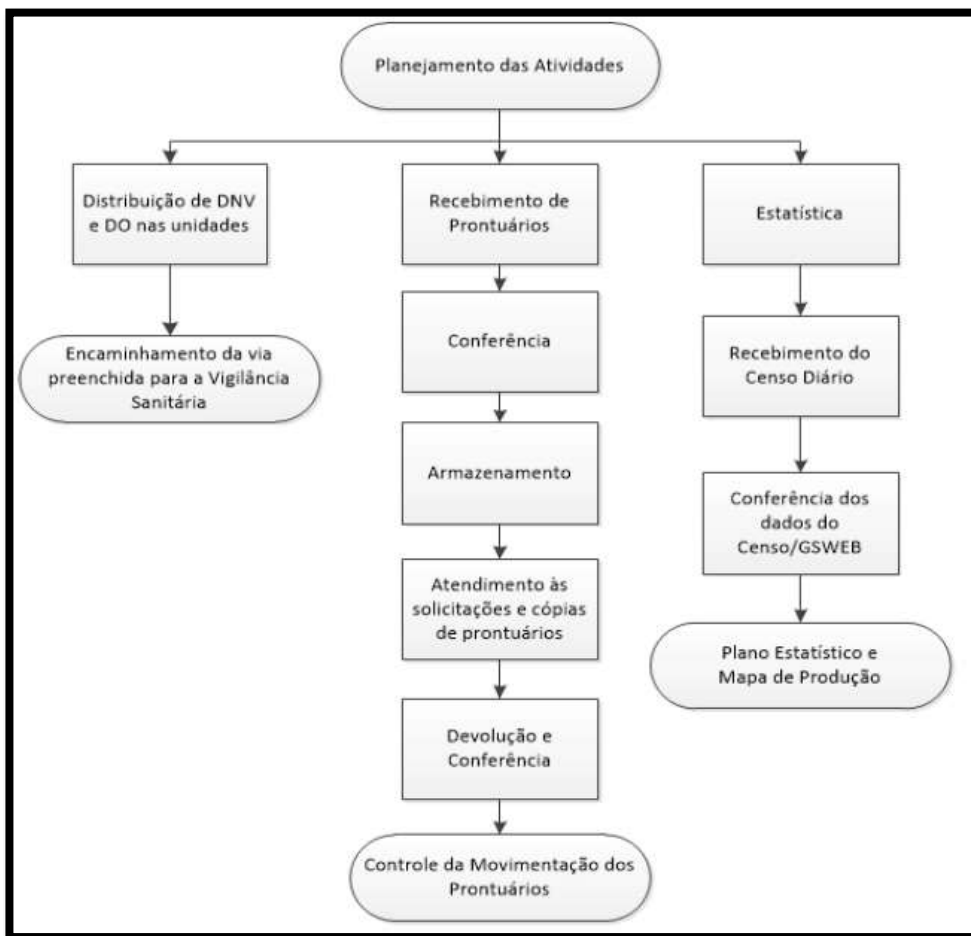 Planejamento das Atividades
Distribuição de DNV
e DO nas unidades
Encaminhamento da via
preenchida para a Vigilância
Sanitária
Recebimento de
Prontuários
Conferência
Armazenamento
Atendimento às
solicitações e cópias
de prontuários
Devolução e
Conferência
Controle da Movimentação dos
Prontuários
Estatística
Recebimento do
Censo Diário
Conferência dos
dados do
Censo/GSWEB
Plano Estatístico e
Mapa de Produção